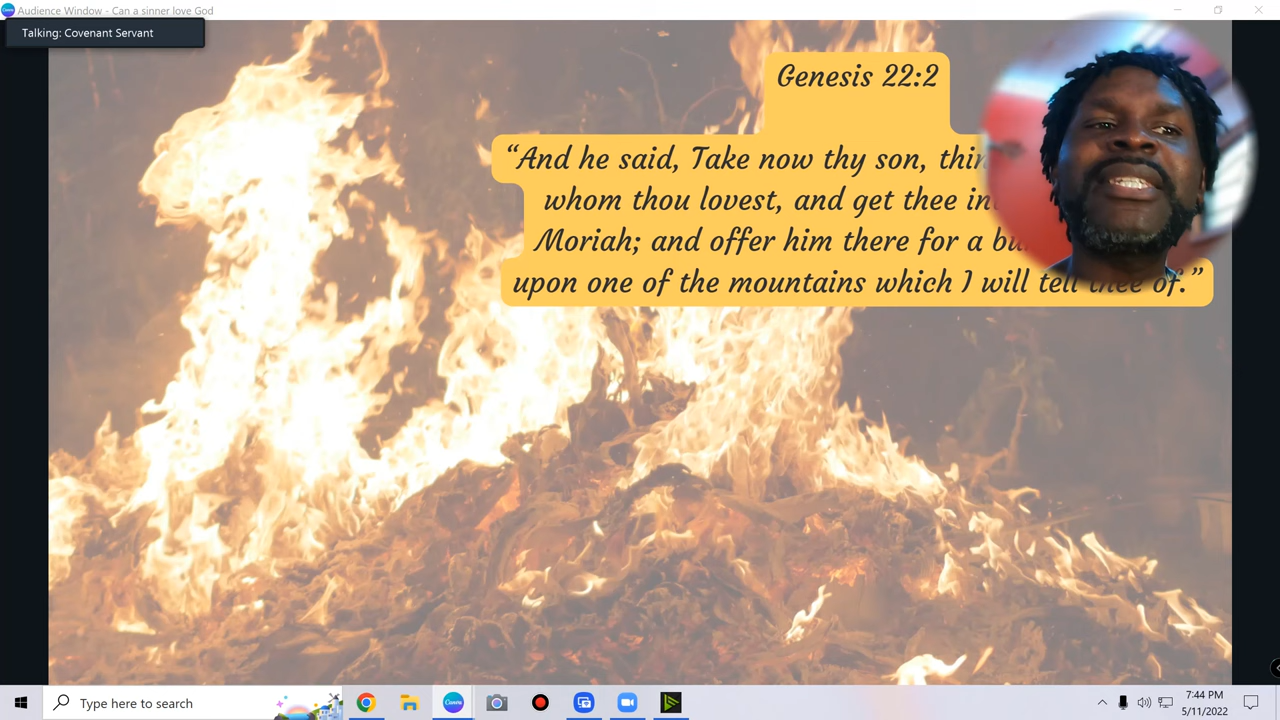 Audience Window - Can a sinner love God
Talking: Covenant Servant
Genesis 22:2
“And he said, Take now thy son,
whom thou lovest, and get thee
Moriah; and offer him there for a
upon one of the mountains which I will tell thee of.”
Type here to search
7:44 PM
5/11/2022